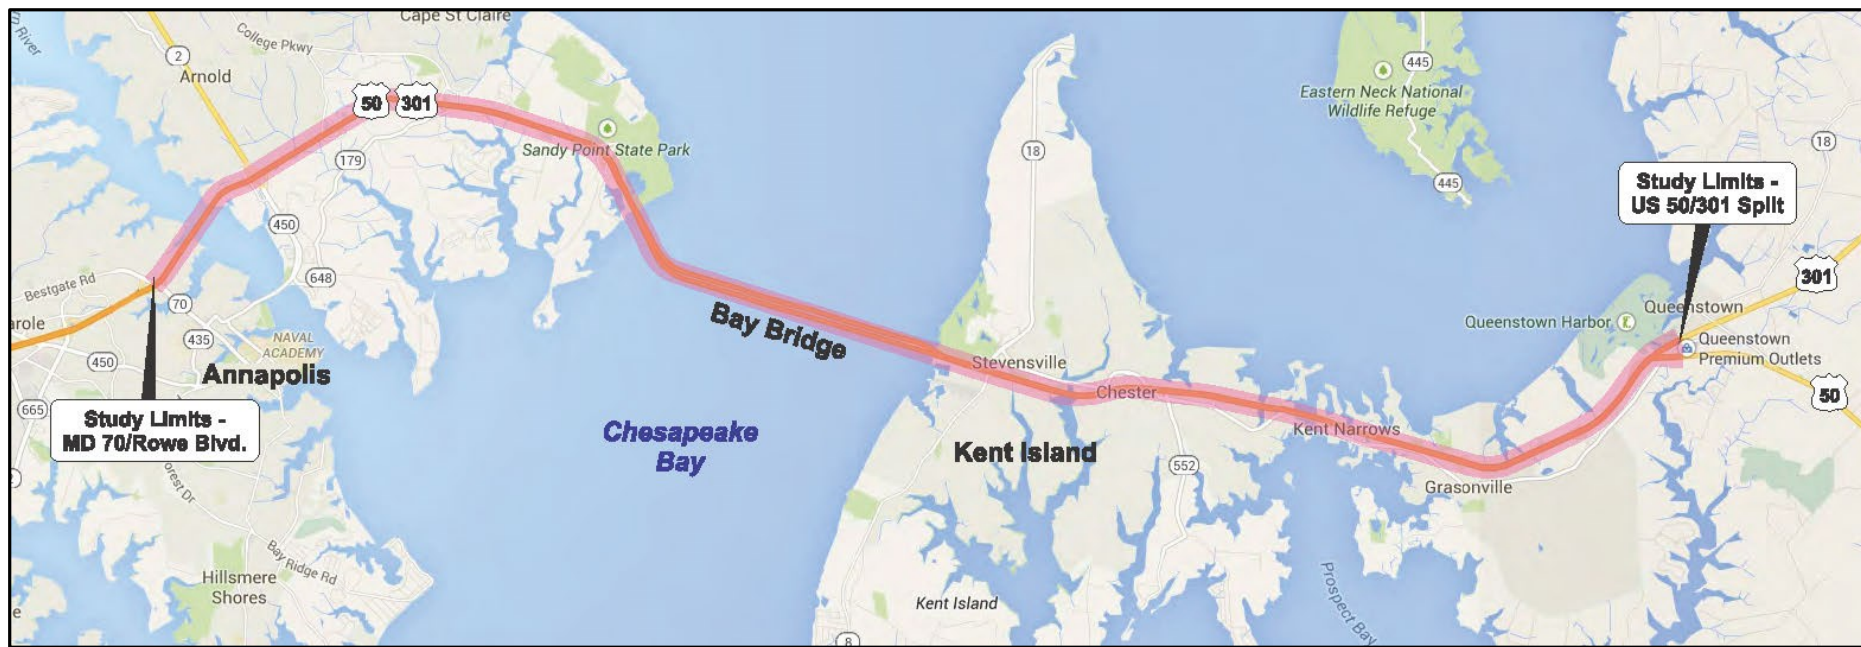 Cape St Claire
River
College Pkwy
2
Arnold
50
301
445
Eastern Neck National
Wildlife Refuge
Sandy Point State Park
179
18
18
445
Study Limits -
US 50/301 Split
450
Bestgate Rd
648
70
301
Queenstown
Queenstown Harbor
arole
435
NAVAL
ACADEMY
Bay Bridge
Queenstown
Premium Outlets
450
Annapolis
Stevensville
Chester
50
665
Study Limits -
MD 70/Rowe Blvd.
Chesapeake
Bay
Kent Island
Kent Narrows
552
Grasonville
orest Dr
Bay Ridge Rd
Hillsmere
Shores
Kent Island
Prospect Bay
8